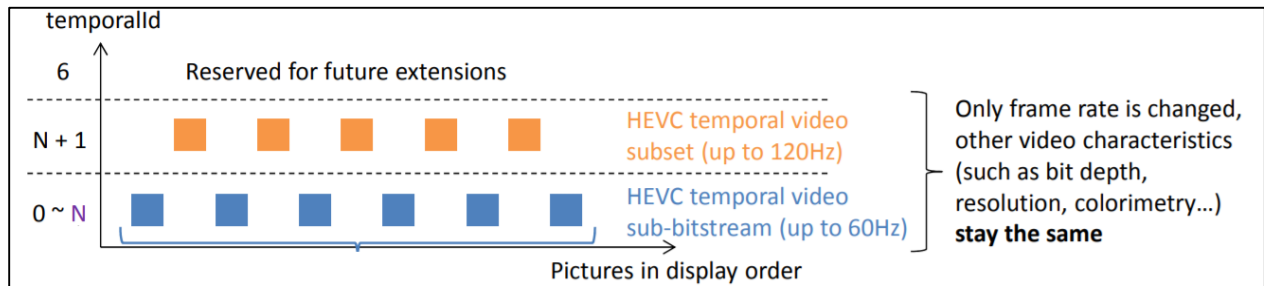 temporalId
6
Reserved for future extensions
N + 1
HEVC temporal video
subset (up to 120Hz)
0 ~ N
HEVC temporal video
sub-bitstream (up to 60Hz)
Pictures in display order
Only frame rate is changed,
other video characteristics
(such as bit depth,
resolution, colorimetry…)
stay the same